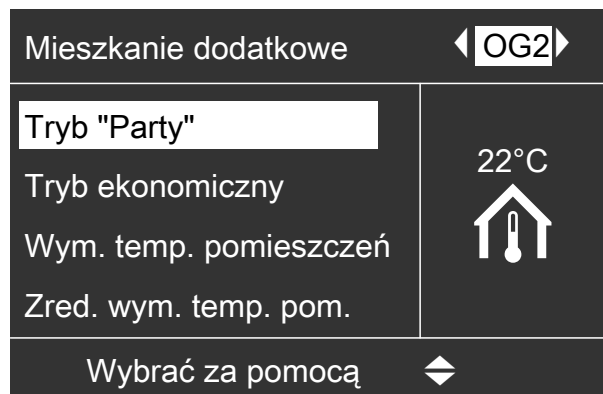 Mieszkanie dodatkowe OG2
Tryb "Party"
Tryb ekonomiczny
22°C
Wym. temp. pomieszczeń
Zred. wym. temp. pom.
Wybrać za pomocą